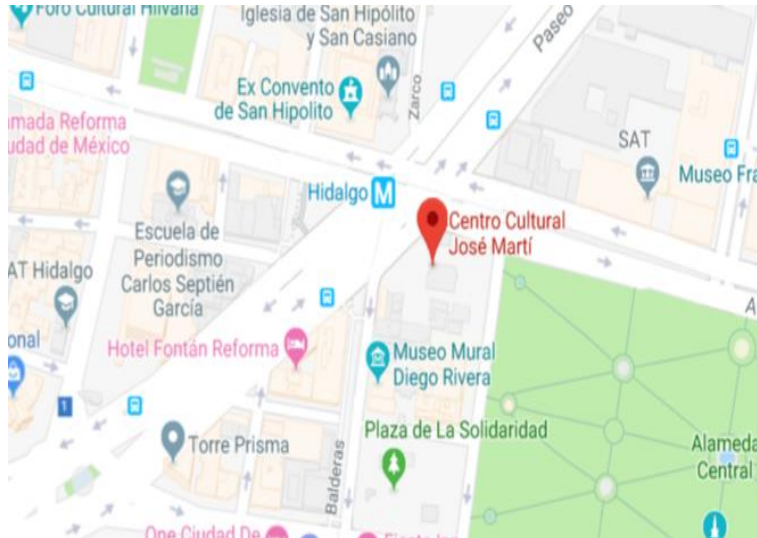 Foro Cultural Hilvana
Iglesia de San Hipólito
y San Casiano
Paseo
Ex Convento
de San Hipolito
Zarco
amada Reforma
udad de México
SAT
Museo Fra
Hidalgo M
Centro Cultural
José Martí
Escuela de
Periodismo
Carlos Septién
García
AT Hidalgo
A
onal
Hotel Fontán Reforma
Museo Mural
Diego Rivera
1
Plaza de La Solidaridad
Torre Prisma
Balderas
Alameda
Central
One Ciudad De
Fiesta Inn